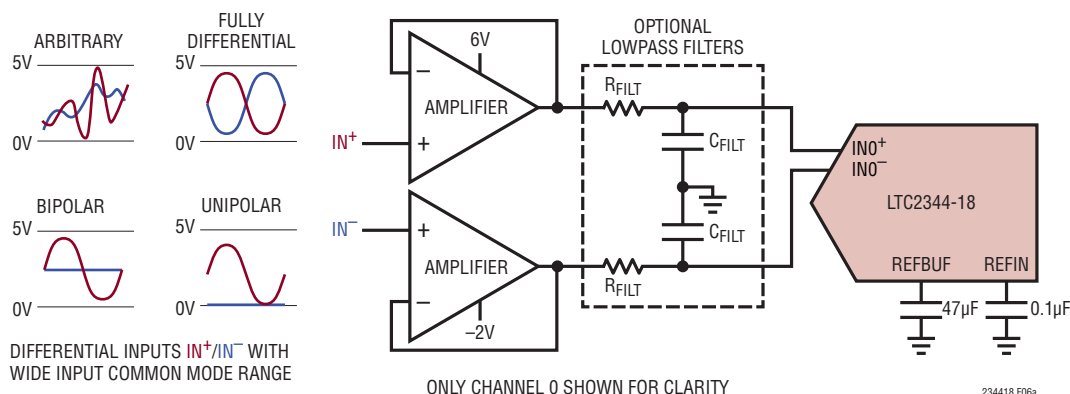 ARBITRARY
5V
0V
FULLY
DIFFERENTIAL
5V
0V
BIPOLAR
5V
0V
UNIPOLAR
5V
0V
DIFFERENTIAL INPUTS IN+/IN− WITH
WIDE INPUT COMMON MODE RANGE
6V
−
AMPLIFIER
+
IN+
IN−
+
AMPLIFIER
−
−2V
OPTIONAL
LOWPASS FILTERS
RFILT
CFILT
CFILT
RFILT
IN0+
IN0−
LTC2344-18
REFBUF
REFIN
47µF
0.1µF
ONLY CHANNEL 0 SHOWN FOR CLARITY
234418 F06a